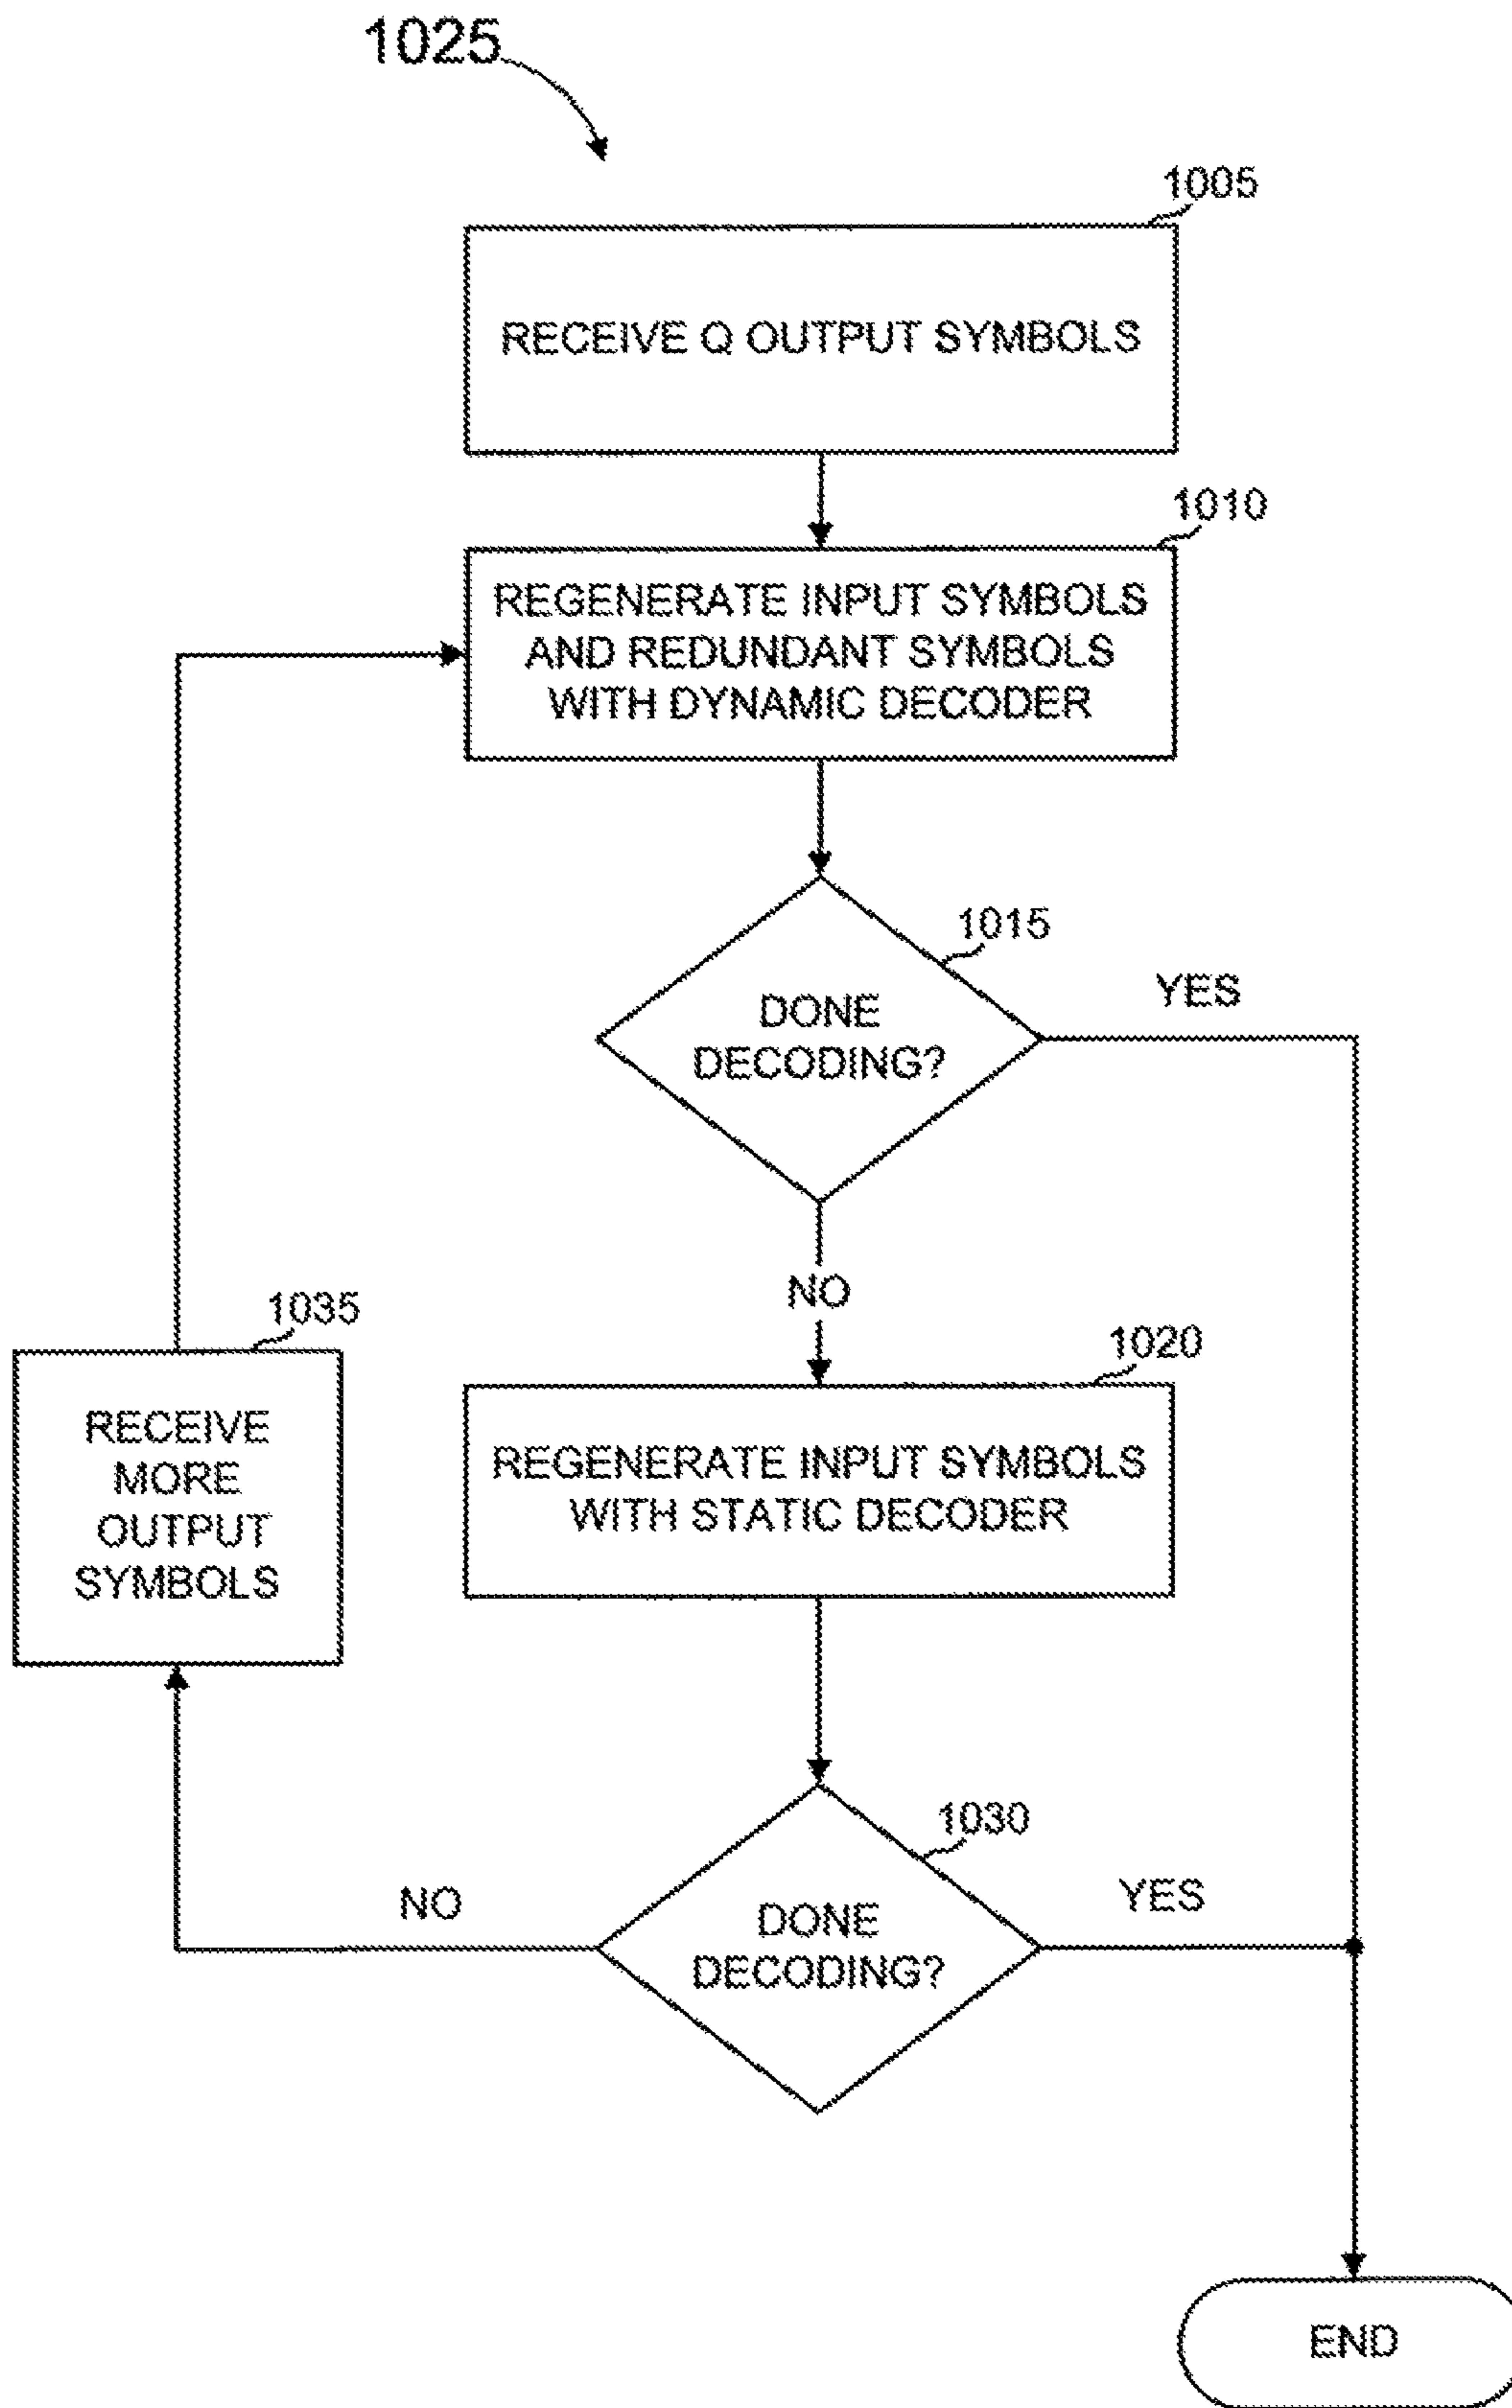 1025
1005
RECEIVE Q OUTPUT SYMBOLS
1010
REGENERATE INPUT SYMBOLS
AND REDUNDANT SYMBOLS
WITH DYNAMIC DECODER
1015
YES
DONE
DECODING?
NO
1035
1020
RECEIVE
MORE
OUTPUT
SYMBOLS
REGENERATE INPUT SYMBOLS
WITH STATIC DECODER
1030
NO
YES
DONE
DECODING?
END